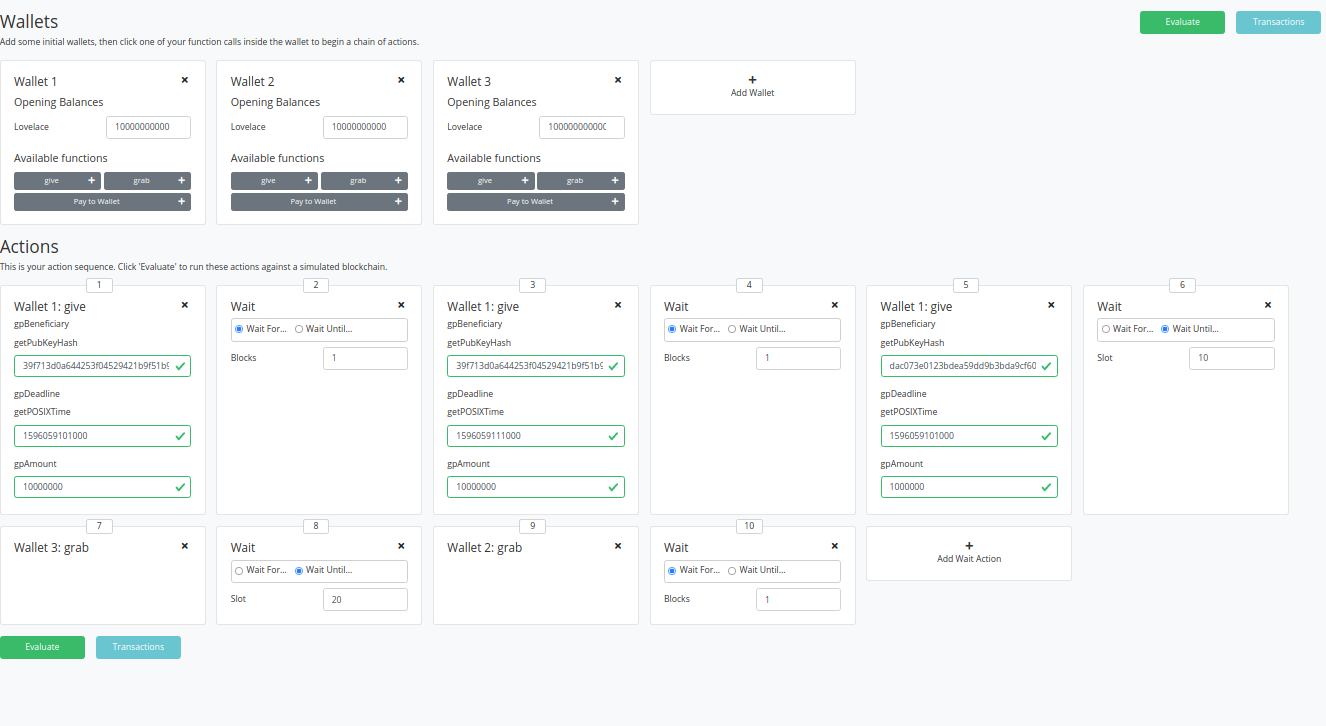 Wallets
Evaluate
Transactions
Add some initial wallets, then click one of your function calls inside the wallet to begin a chain of actions.
Wallet 1
Opening Balances
Lovelace 10000000000
Available functions
give
grab
Pay to Wallet
Wallet 2
Opening Balances
Lovelace 10000000000
Available functions
give
grab
Pay to Wallet
Wallet 3
Opening Balances
Lovelace
Available functions
give
grab
Pay to Wallet
Add Wallet
Actions
This is your action sequence. Click 'Evaluate' to run these actions against a simulated blockchain.
1
Wallet 1: give
gpBeneficiary
getPubKeyHash
39f713d0a644253f04529421b9f51b9
gpDeadline
getPOSIXTime
1596059101000
gpAmount
10000000
2
Wait
Wait For... Wait Until...
Blocks 1
3
Wallet 1: give
gpBeneficiary
getPubKeyHash
39f713d0a644253f04529421b9f51b9
gpDeadline
getPOSIXTime
1596059111000
gpAmount
10000000
4
Wait
Wait For... Wait Until...
Blocks 1
5
Wallet 1: give
gpBeneficiary
getPubKeyHash
dac073e0123bdea59dd9b3bda9cf60
gpDeadline
getPOSIXTime
1596059101000
gpAmount
1000000
6
Wait
Wait For... Wait Until...
Slot 10
7
Wallet 3: grab
8
Wait
Wait For... Wait Until...
Slot 20
9
Wallet 2: grab
10
Wait
Wait For... Wait Until...
Blocks 1
Add Wait Action
Evaluate
Transactions